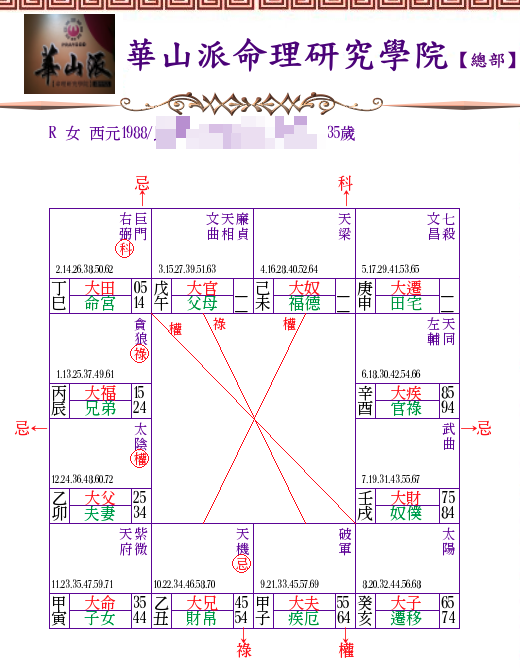 華山派
華山派命理研究學院【總部】
R 女 西元1988/ 35歲
忌 科
右弼 巨門 科
文曲 天相 廉貞
天梁
文昌 七殺
2.14.26.38.50.62
3.15.27.39.51.63
4.16.28.40.52.64
5.17.29.41.53.65
丁巳 大田 命宮 05 14
戊午 大官 父母
己未 大奴 福德
庚申 大遷 田宅
權 祿 權
貪狼 祿
左輔 天同
1.13.25.37.49.61
6.18.30.42.54.66
丙辰 大福 兄弟 15 24
辛酉 大疾 官祿 85 94
忌← →忌
太陰 權
武曲
12.24.36.48.60.72
7.19.31.43.55.67
乙卯 大父 夫妻 25 34
壬戌 大財 奴僕 75 84
天府 紫微
天機 忌
破軍
太陽
11.23.35.47.59.71
10.22.34.46.58.70
9.21.33.45.57.69
8.20.32.44.56.68
甲寅 大命 子女 35 44
乙丑 大兄 財帛 45 54
甲子 大夫 疾厄 55 64
癸亥 大子 遷移 65 74
祿 權